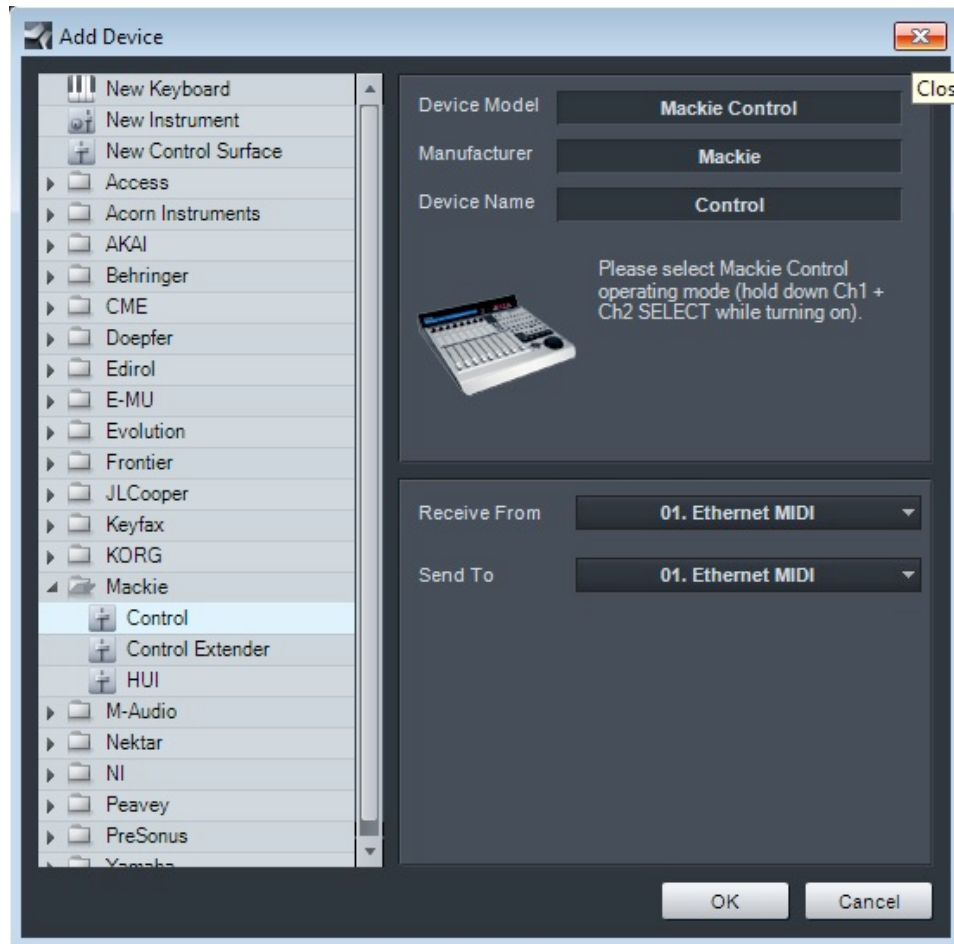 Add Device
Clos
New Keyboard
New Instrument
New Control Surface
Access
Acorn Instruments
AKAI
Behringer
CME
Doepfer
Edirol
E-MU
Evolution
Frontier
JLCooper
Keyfax
KORG
Mackie
Control
Control Extender
HUI
M-Audio
Nektar
NI
Peavey
PreSonus
Yamaha
Device Model Mackie Control
Manufacturer Mackie
Device Name Control
Please select Mackie Control
operating mode (hold down Ch1 +
Ch2 SELECT while turning on).
Receive From 01. Ethernet MIDI
Send To 01. Ethernet MIDI
OK Cancel